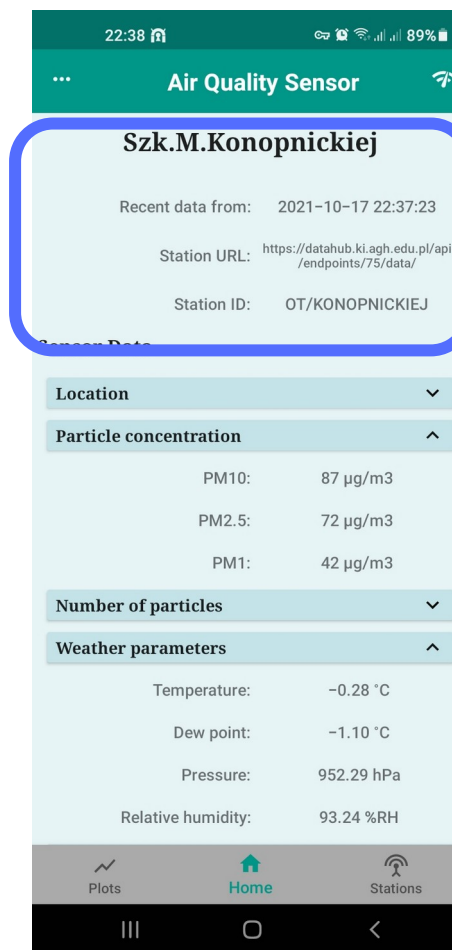 22:38 89%
Air Quality Sensor
Szk.M.Konopnickiej
Recent data from: 2021-10-17 22:37:23
Station URL: https://datahub.ki.agh.edu.pl/api
/endpoints/75/data/
Station ID: OT/KONOPNICKIEJ
Sensor Data
Location
Particle concentration
PM10: 87 µg/m3
PM2.5: 72 µg/m3
PM1: 42 µg/m3
Number of particles
Weather parameters
Temperature: -0.28 °C
Dew point: -1.10 °C
Pressure: 952.29 hPa
Relative humidity: 93.24 %RH
Plots Home Stations